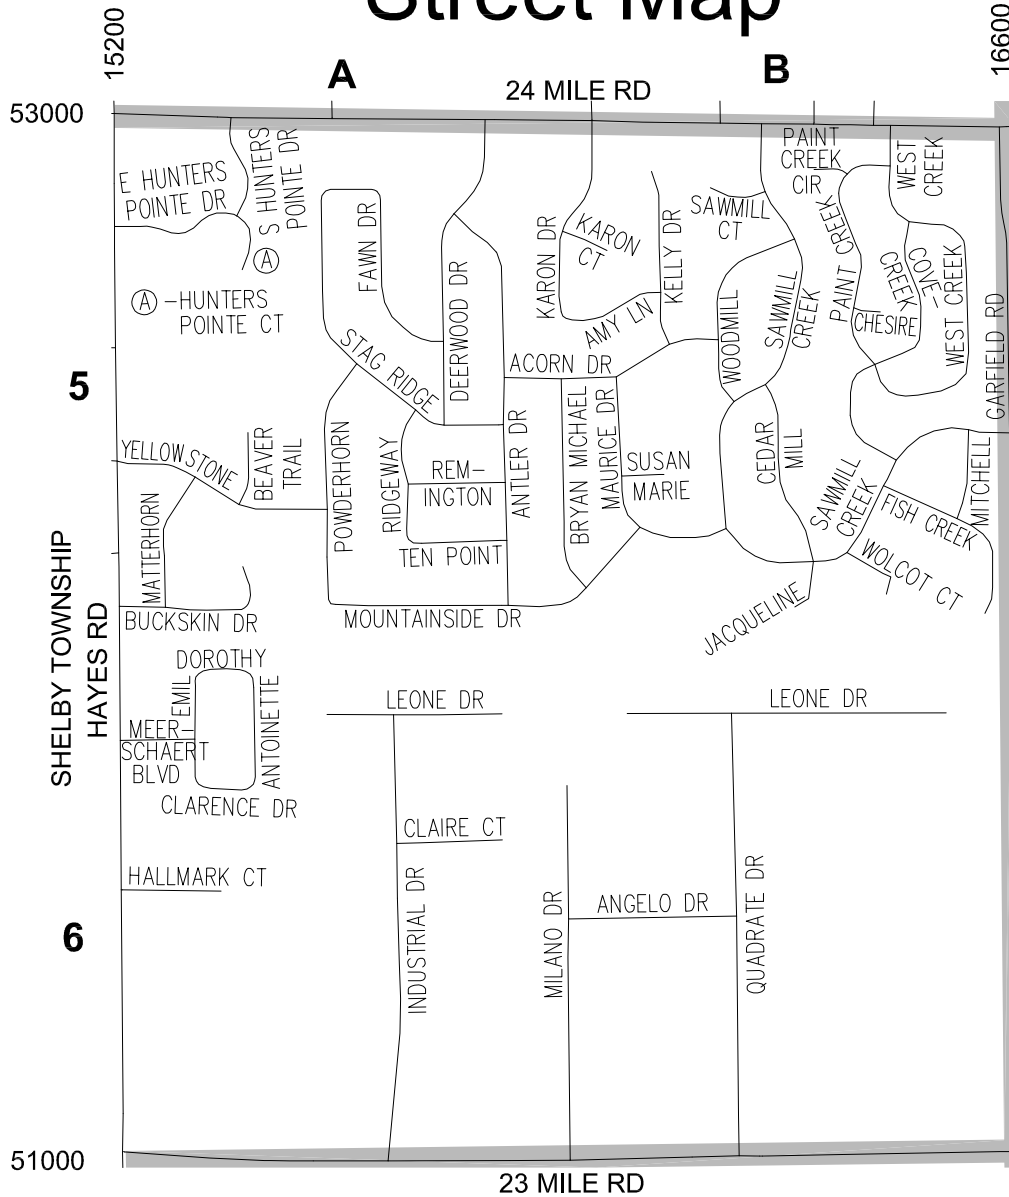 Street Map
15200
16600
A
B
24 MILE RD
53000
E HUNTERS
POINTE DR
S HUNTERS
POINTE DR
A
A -HUNTERS
POINTE CT
FAWN DR
DEERWOOD DR
KARON DR
KARON
CT
KELLY DR
AMY LN
SAWMILL
CT
PAINT
CREEK
CIR
WEST
CREEK
PAINT CREEK
COVE-
CREEK
WEST CREEK
CHESIRE
GARFIELD RD
WOODMILL
SAWMILL
CREEK
STAG RIDGE
ACORN DR
5
YELLOWSTONE
BEAVER
TRAIL
POWDERHORN
RIDGEWAY
REM-
INGTON
TEN POINT
ANTLER DR
BRYAN MICHAEL
MAURICE DR
SUSAN
MARIE
CEDAR
MILL
SAWMILL
CREEK
FISH CREEK
MITCHELL
WOLCOT CT
JACQUELINE
MATTERHORN
BUCKSKIN DR
MOUNTAINSIDE DR
SHELBY TOWNSHIP
HAYES RD
DOROTHY
EMIL
ANTOINETTE
MEER-
SCHAERT
BLVD
CLARENCE DR
LEONE DR
LEONE DR
CLAIRE CT
HALLMARK CT
INDUSTRIAL DR
MILANO DR
ANGELO DR
QUADRATE DR
6
51000
23 MILE RD